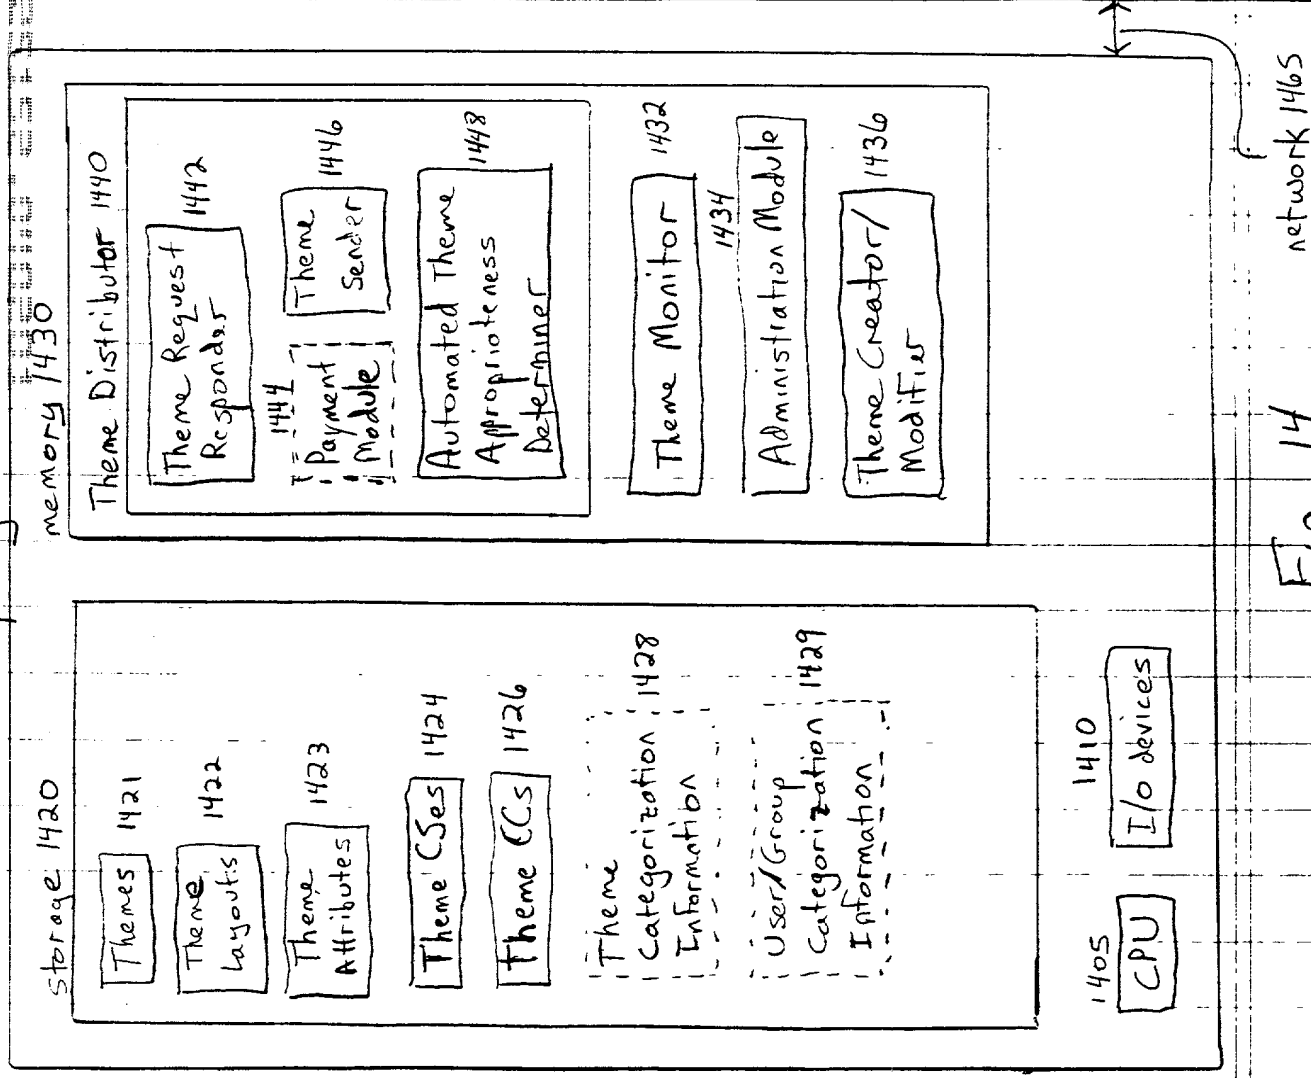 storage 1420
Themes 1421
Theme
Layouts
1422
Theme
Attributes
1423
Theme CSes 1424
Theme CCs 1426
Theme
Categorization
Information
1428
User/Group
Categorization
Information
1429
1405
CPU
1410
I/o devices
memory 1430
Theme Distributor 1440
Theme Request
Responder
1442
1444
Payment
Module
Theme
Sender
1446
Automated Theme
Appropriateness
Determiner
1448
Theme Monitor 1432
1434
Administration Module
Theme Creator/
Modifier
1436
network 1465
Fig 14